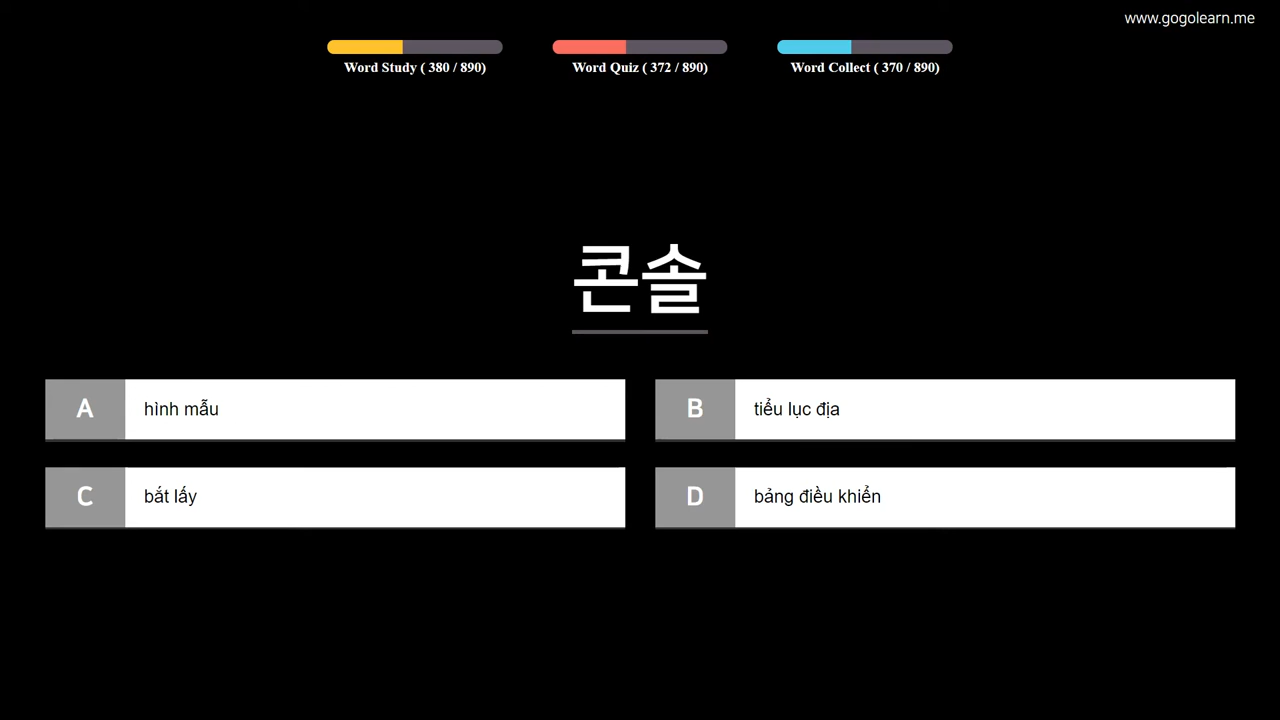 www.gogolearn.me
Word Study ( 380 / 890)
Word Quiz ( 372 / 890)
Word Collect ( 370 / 890)
콘솔
A hình mẫu
B tiểu lục địa
C bắt lấy
D bảng điều khiển